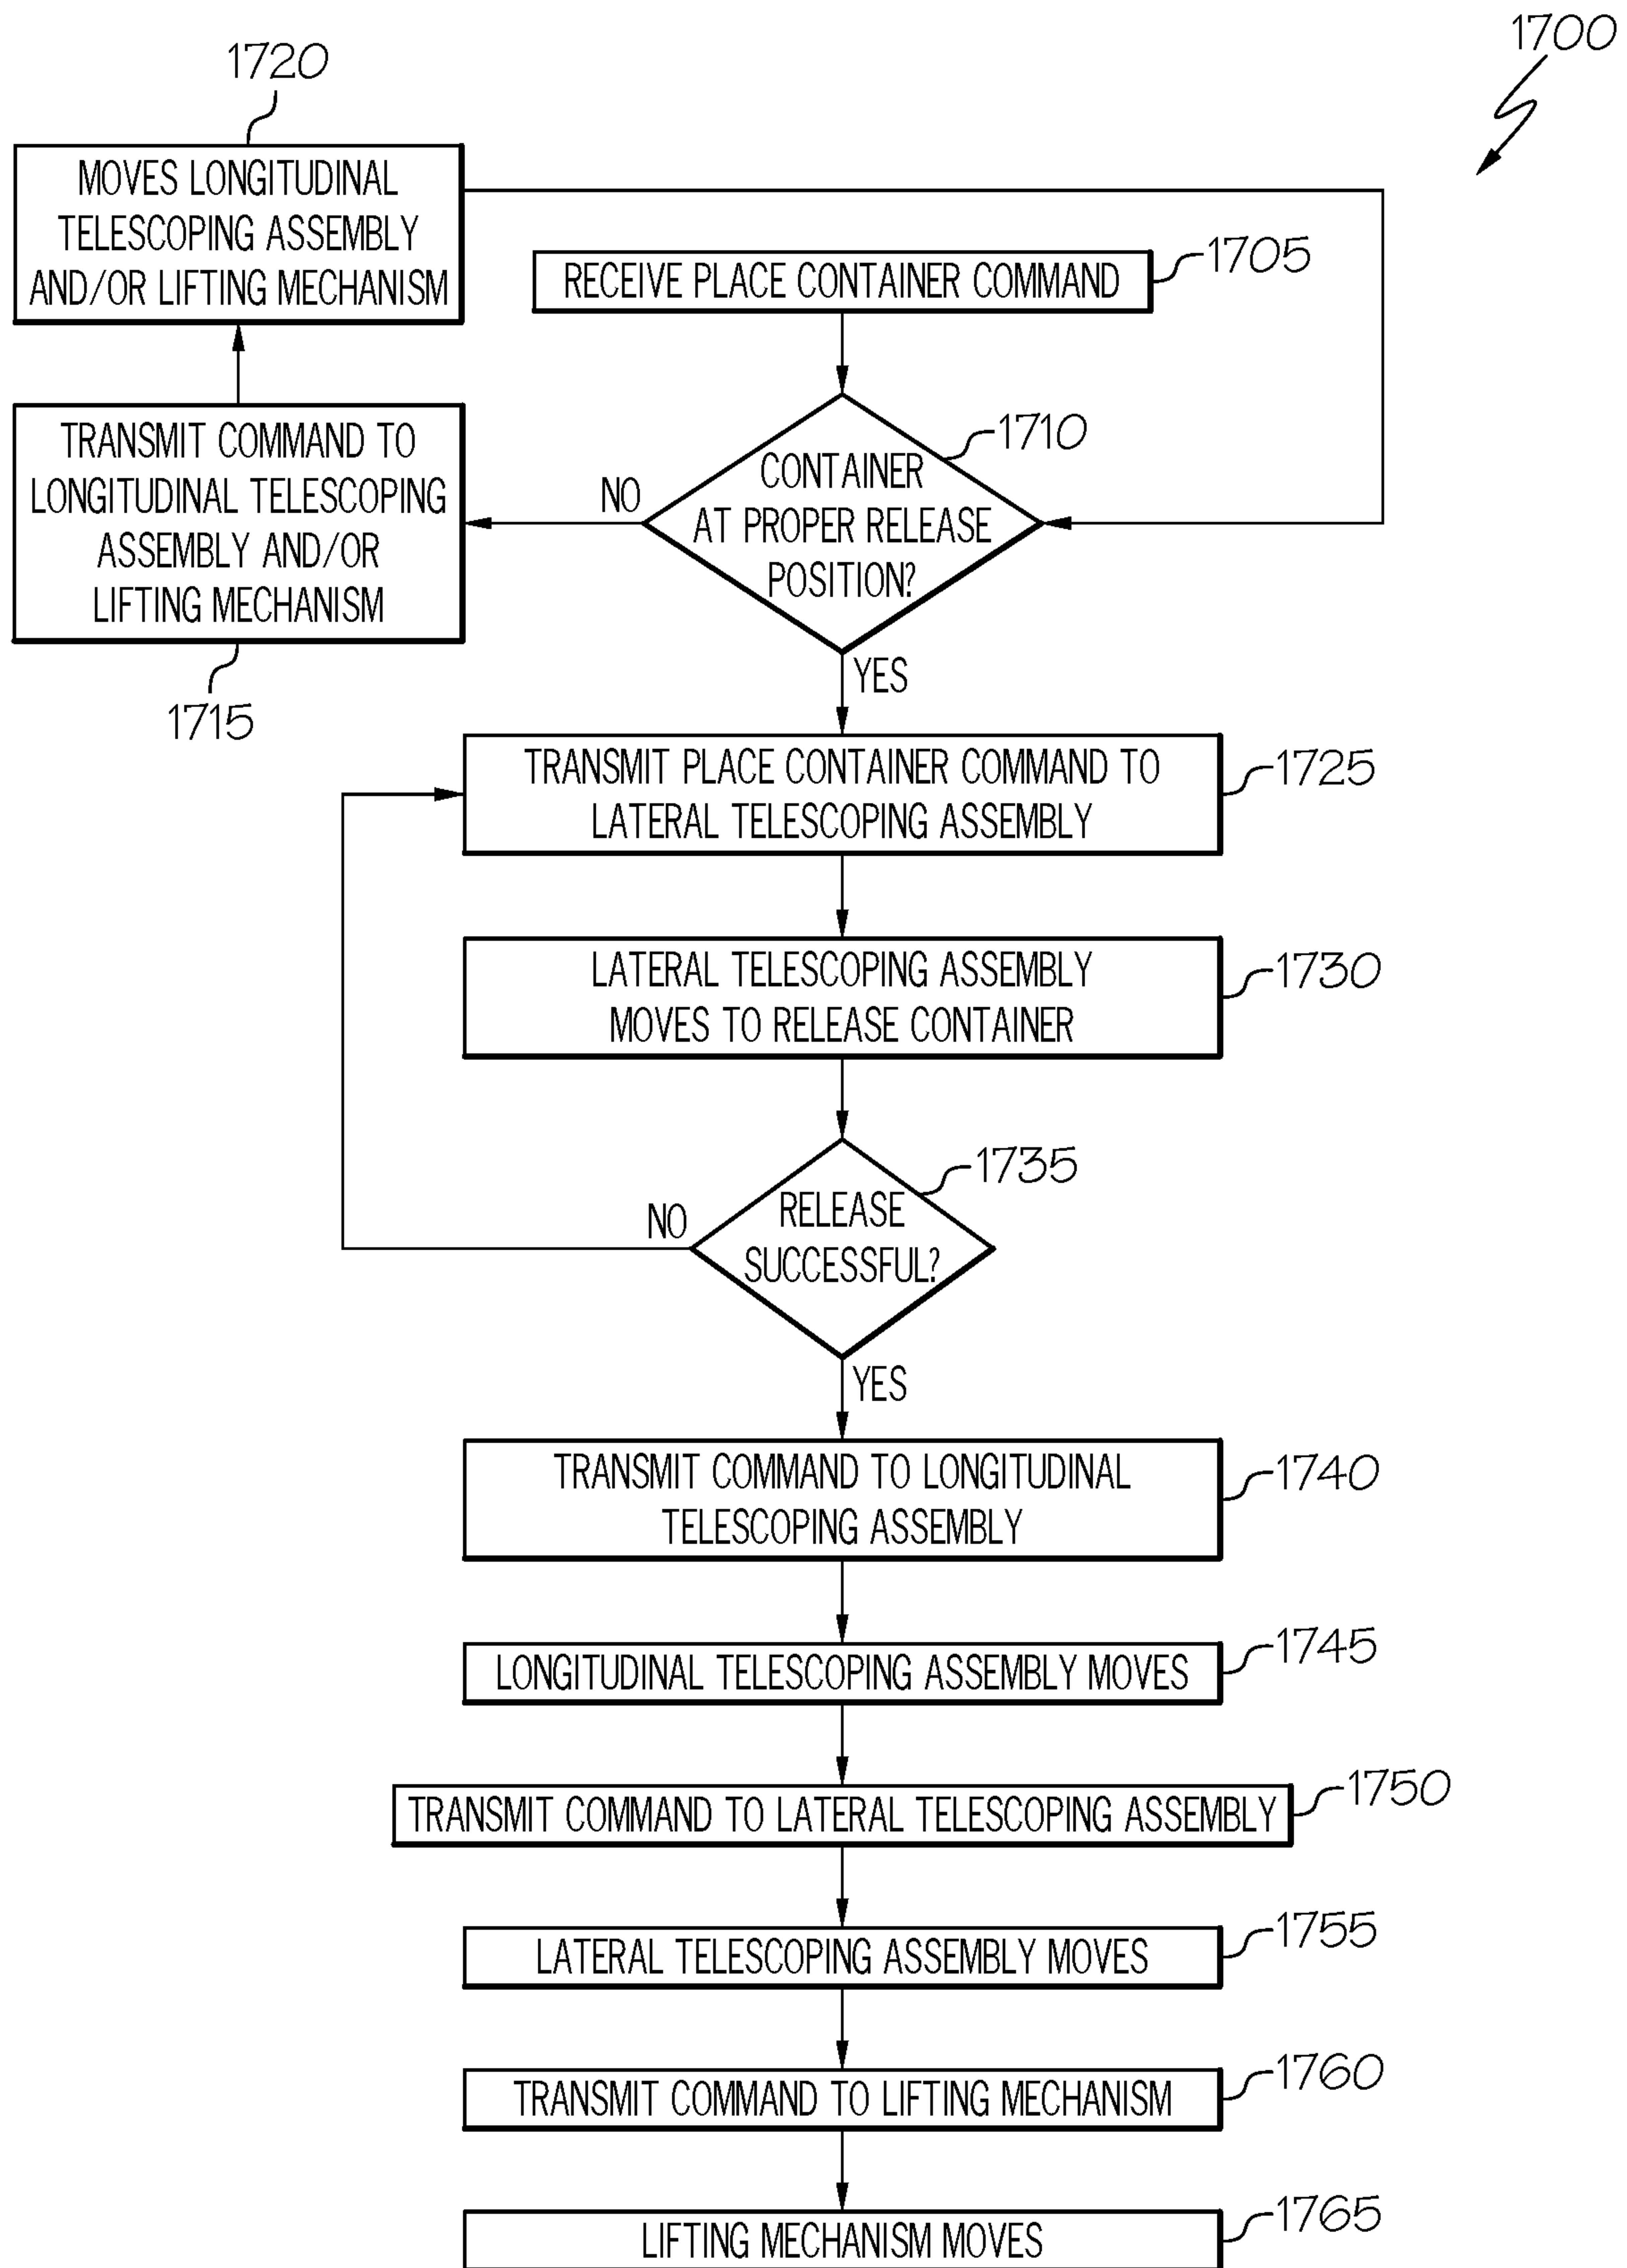 1700
1720
MOVES LONGITUDINAL
TELESCOPING ASSEMBLY
AND/OR LIFTING MECHANISM
RECEIVE PLACE CONTAINER COMMAND
1705
1710
CONTAINER
AT PROPER RELEASE
POSITION?
NO
TRANSMIT COMMAND TO
LONGITUDINAL TELESCOPING
ASSEMBLY AND/OR
LIFTING MECHANISM
1715
YES
TRANSMIT PLACE CONTAINER COMMAND TO
LATERAL TELESCOPING ASSEMBLY
1725
LATERAL TELESCOPING ASSEMBLY
MOVES TO RELEASE CONTAINER
1730
1735
RELEASE
SUCCESSFUL?
NO
YES
TRANSMIT COMMAND TO LONGITUDINAL
TELESCOPING ASSEMBLY
1740
LONGITUDINAL TELESCOPING ASSEMBLY MOVES
1745
TRANSMIT COMMAND TO LATERAL TELESCOPING ASSEMBLY
1750
LATERAL TELESCOPING ASSEMBLY MOVES
1755
TRANSMIT COMMAND TO LIFTING MECHANISM
1760
LIFTING MECHANISM MOVES
1765